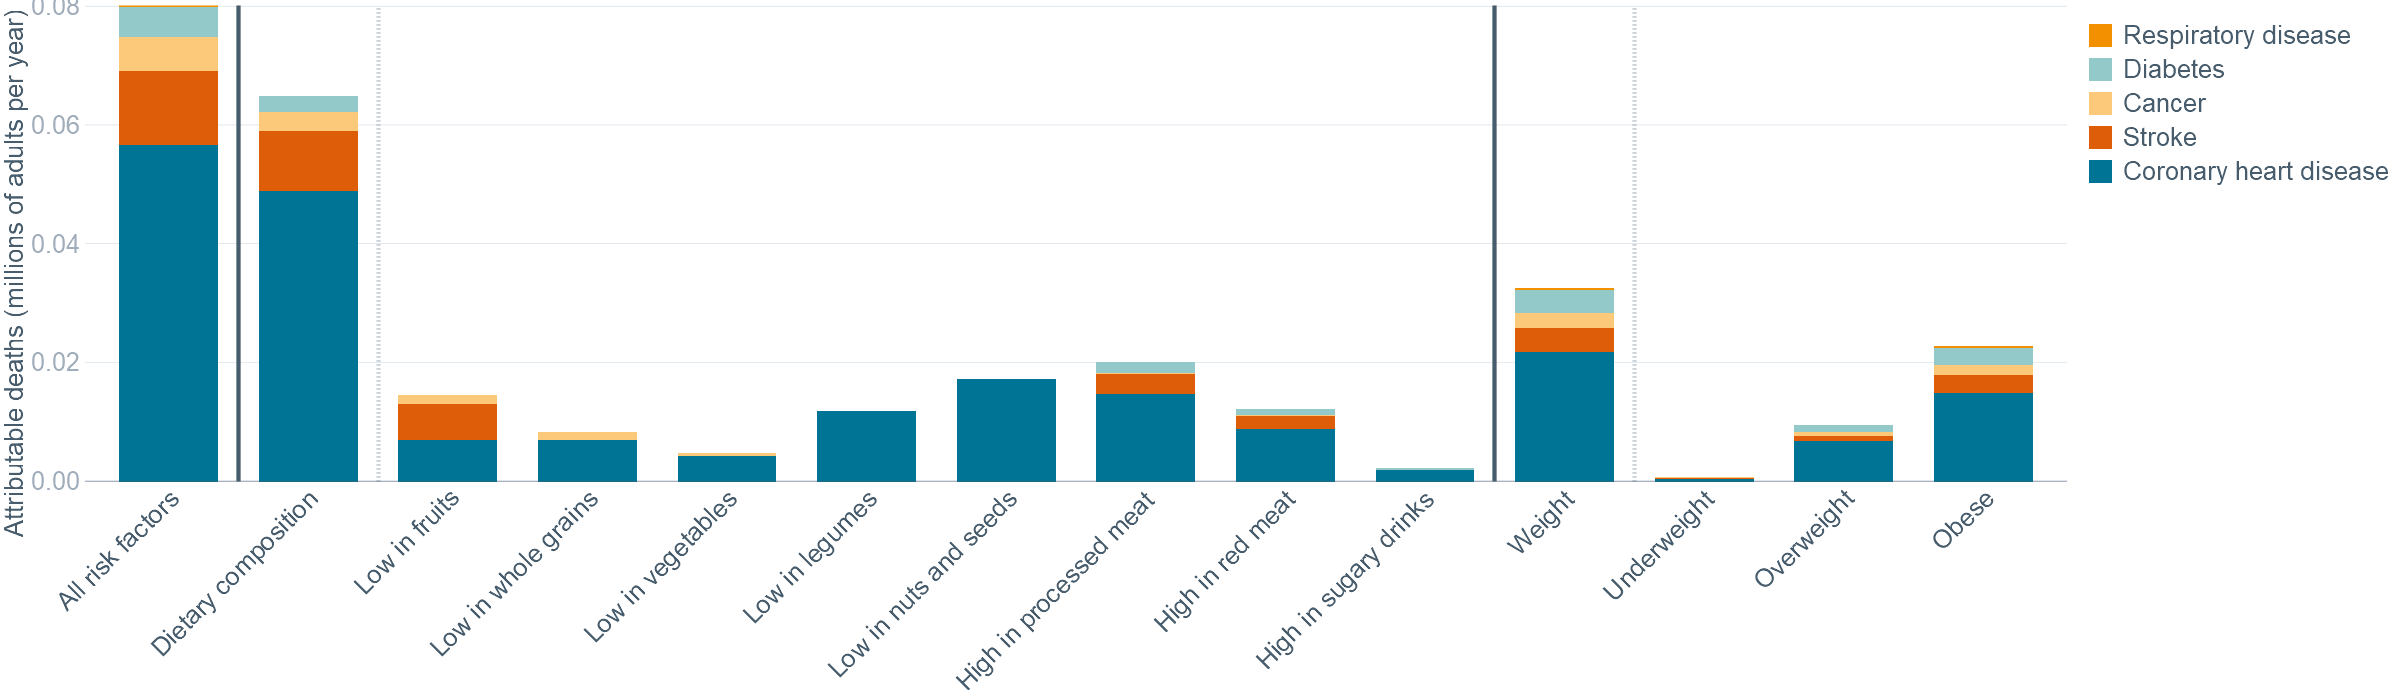 Attributable deaths (millions of adults per year)
0.08
0.06
0.04
0.02
0.00
All risk factors
Dietary composition
Low in fruits
Low in whole grains
Low in vegetables
Low in legumes
Low in nuts and seeds
High in processed meat
High in red meat
High in sugary drinks
Weight
Underweight
Overweight
Obese
Respiratory disease
Diabetes
Cancer
Stroke
Coronary heart disease